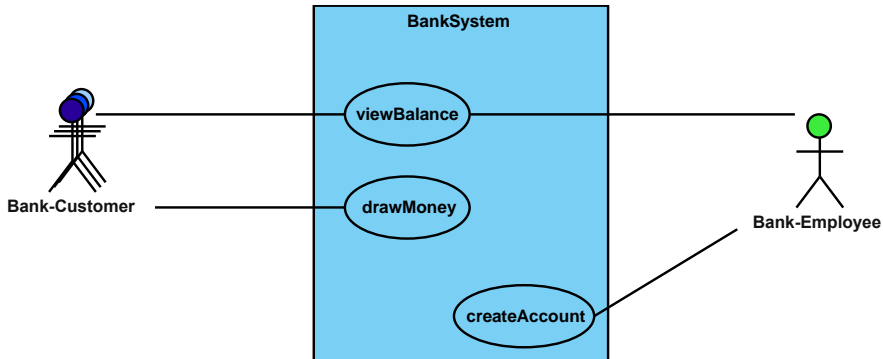 BankSystem
viewBalance
Bank-Customer
drawMoney
Bank-Employee
createAccount